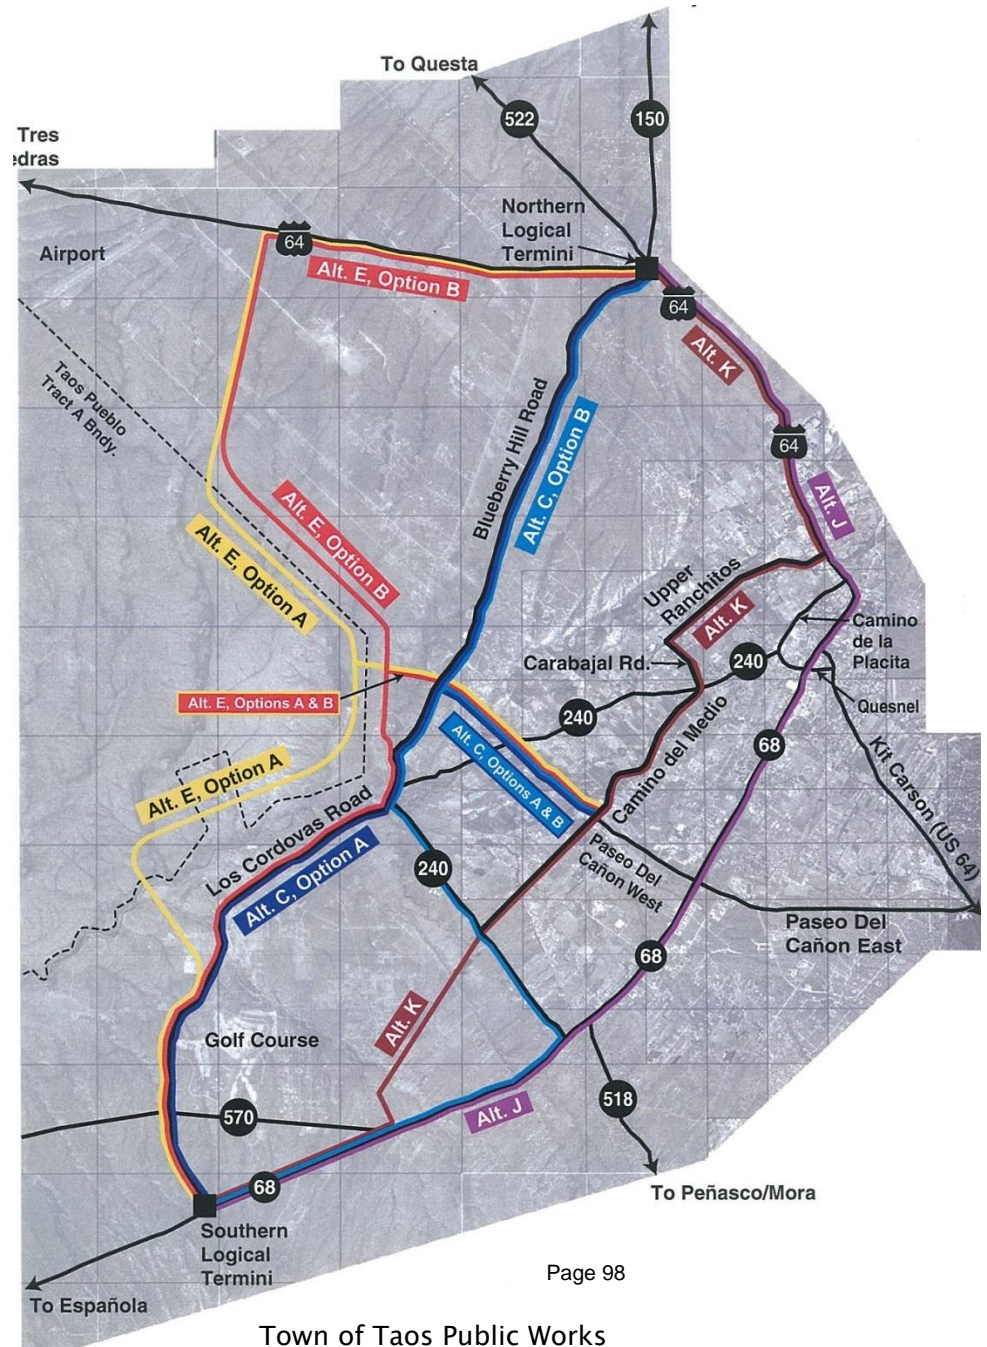 To Questa
522
150
Tres
edras
Northern
Logical
Termini
64
Airport
Alt. E, Option B
64
Alt. K
Taos Pueblo
Tract A Bndy.
Blueberry Hill Road
Alt. C, Option B
64
Alt. J
Alt. E, Option B
Alt. E, Option A
Upper
Ranchitos
Alt. K
Camino
de la
Placita
Carabajal Rd.
240
Quesnel
Alt. E, Options A & B
240
Alt. C, Options A & B
Camino del Medio
68
Kit Carson (US 64)
Alt. E, Option A
Los Cordovas Road
Alt. C, Option A
240
Paseo Del
Cañon West
Paseo Del
Cañon East
68
Alt. K
Golf Course
570
Alt. J
518
68
To Peñasco/Mora
Southern
Logical
Termini
To Española
Page 98
Town of Taos Public Works